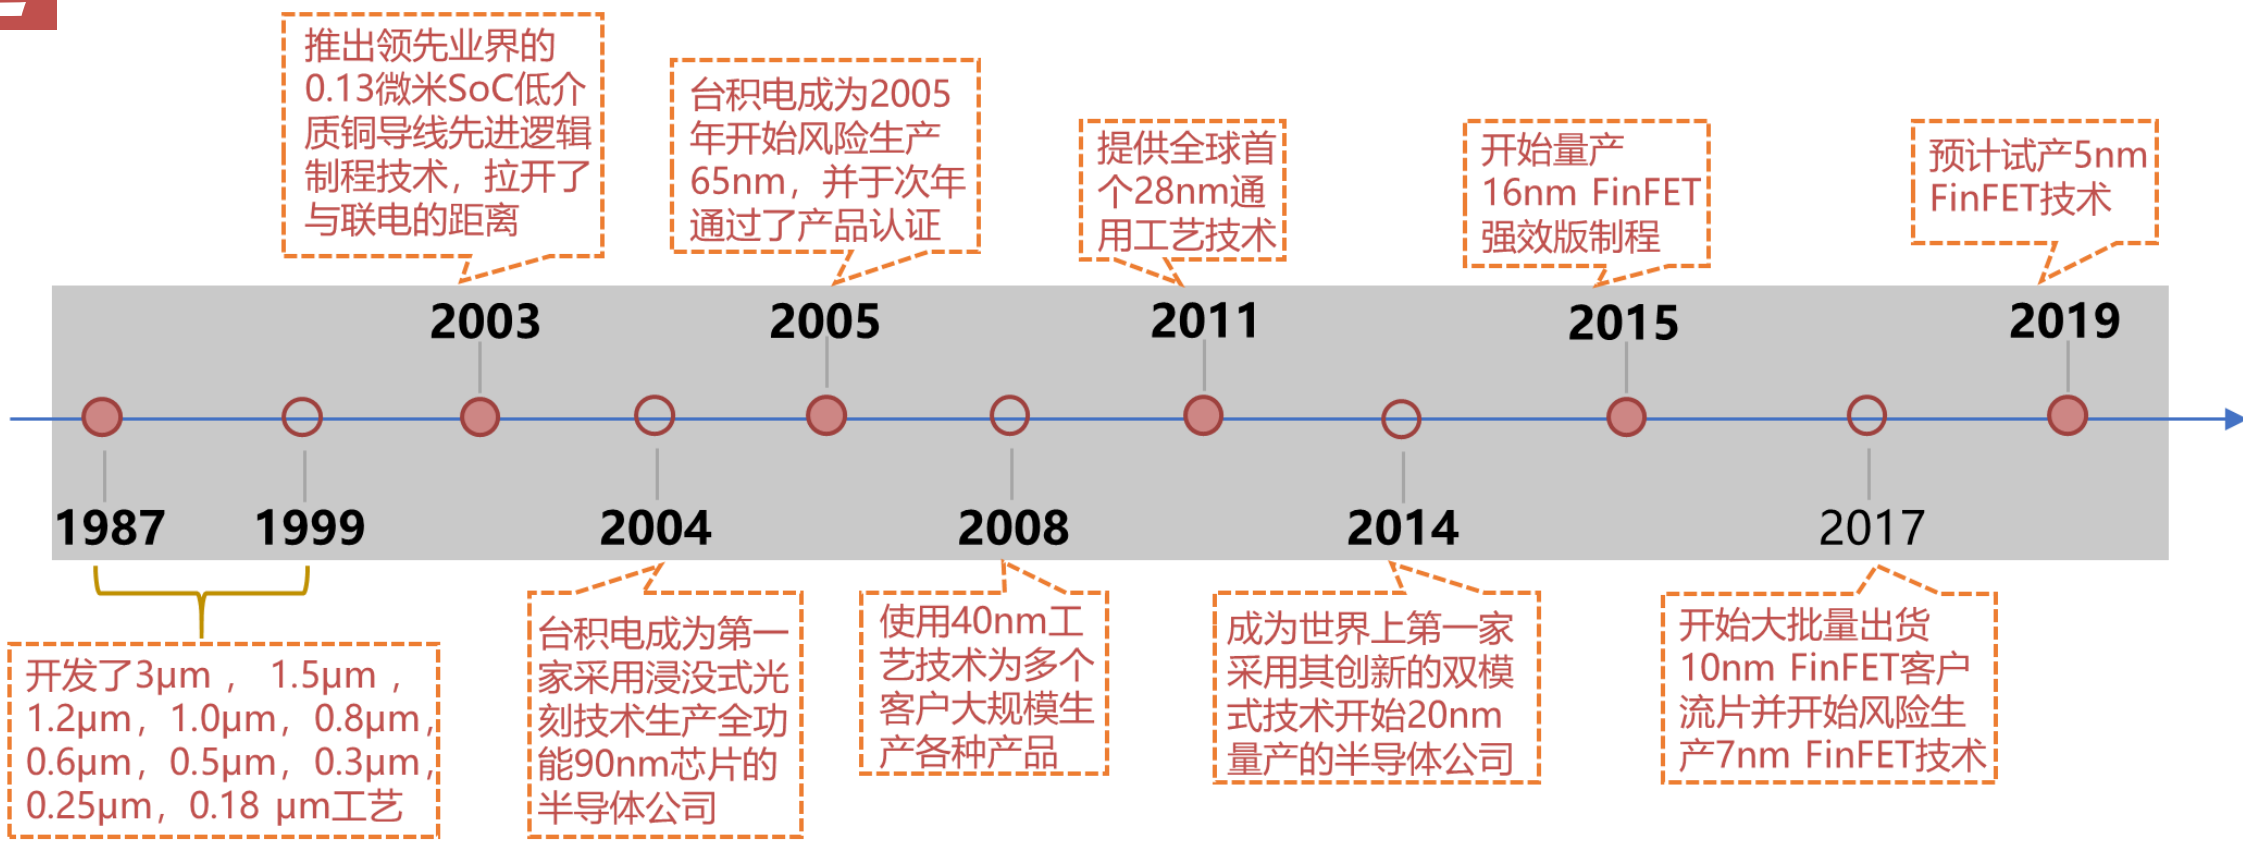 推出领先业界的
0.13微米SoC低介
质铜导线先进逻辑
制程技术，拉开了
与联电的距离
台积电成为2005
年开始风险生产
65nm，并于次年
通过了产品认证
提供全球首
个28nm通
用工艺技术
开始量产
16nm FinFET
强效版制程
预计试产5nm
FinFET技术
2003
2005
2011
2015
2019
1987
1999
2004
2008
2014
2017
开发了3μm ， 1.5μm ，
1.2μm，1.0μm，0.8μm，
0.6μm，0.5μm，0.3μm，
0.25μm，0.18 μm工艺
台积电成为第一
家采用浸没式光
刻技术生产全功
能90nm芯片的
半导体公司
使用40nm工
艺技术为多个
客户大规模生
产各种产品
成为世界上第一家
采用其创新的双模
式技术开始20nm
量产的半导体公司
开始大批量出货
10nm FinFET客户
流片并开始风险生
产7nm FinFET技术